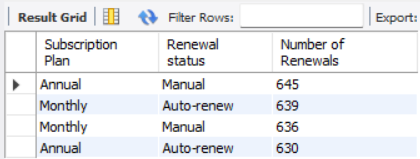 Result Grid Filter Rows: Export:
Subscription Plan Renewal status Number of Renewals
Annual Manual 645
Monthly Auto-renew 639
Monthly Manual 636
Annual Auto-renew 630